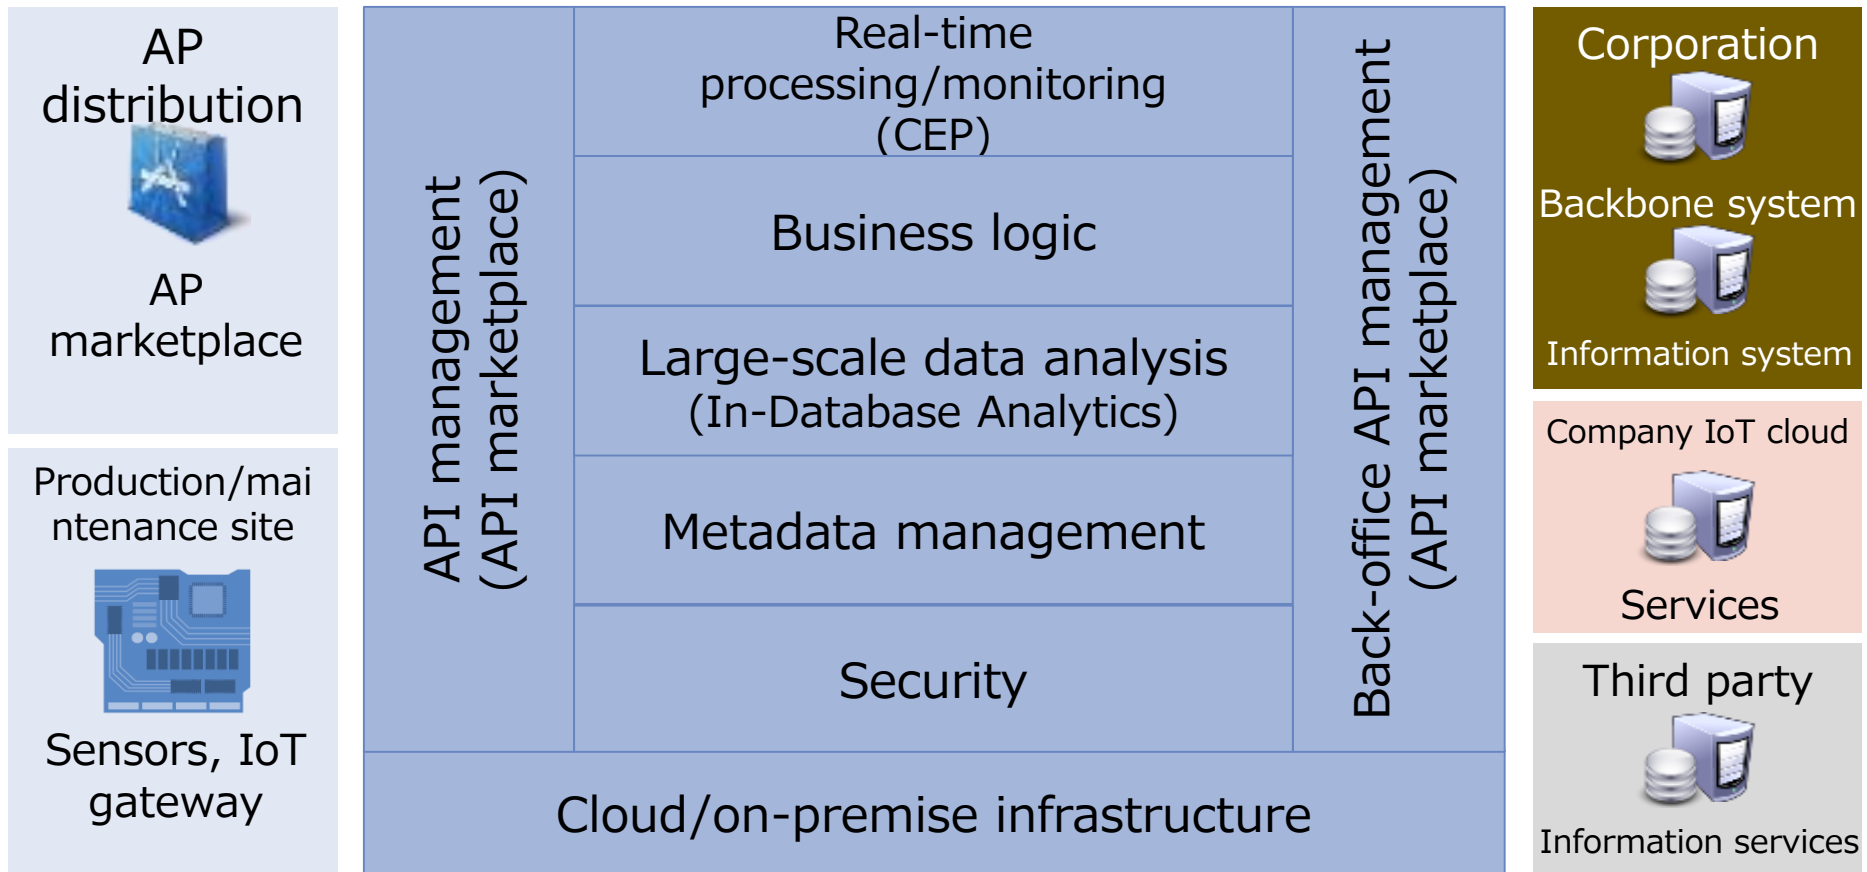 AP
distribution
AP
marketplace
Production/mai
ntenance site
Sensors, IoT
gateway
API management
(API marketplace)
Real-time
processing/monitoring
(CEP)
Business logic
Large-scale data analysis
(In-Database Analytics)
Metadata management
Security
Back-office API management
(API marketplace)
Cloud/on-premise infrastructure
Corporation
Backbone system
Information system
Company IoT cloud
Services
Third party
Information services